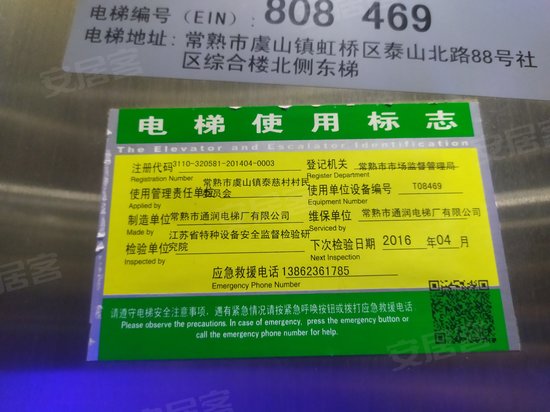 电梯编号（EIN）：808 469
电梯地址：常熟市虞山镇虹桥区泰山北路88号社
区综合楼北侧东梯
电梯使用标志
The Elevator and Escalator Identification
注册代码 3110-320581-201404-0003 登记机关 常熟市市场监督管理局
Registration Number Register Department
使用管理责任单位 常熟市虞山镇泰慈村村民委员会 使用单位设备编号 T08469
Applied by Equipment Number
制造单位 常熟市通润电梯厂有限公司 维保单位 常熟市通润电梯厂有限公司
Made by Serviced by
检验单位 江苏省特种设备安全监督检验研究院 下次检验日期 2016 年 04 月
Inspected by Next Inspection
应急救援电话 13862361785
Emergency Phone Number
请遵守电梯安全注意事项，遇有紧急情况请按紧急呼唤按钮或拨打应急救援电话
Please observe the precautions. In case of emergency, press the emergency button or
call the emergency phone number for help.
安居客
安居客
安居客